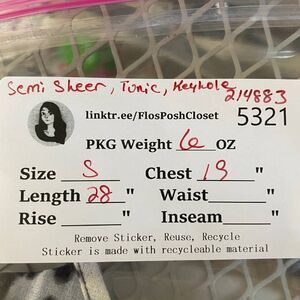 Semi Sheer, Tunic, Keyhole
214883
linktr.ee/FlosPoshCloset
5321
PKG Weight 6 OZ
Size S Chest 19"
Length 28" Waist"
Rise" Inseam"
Remove Sticker, Reuse, Recycle
Sticker is made with recycleable material